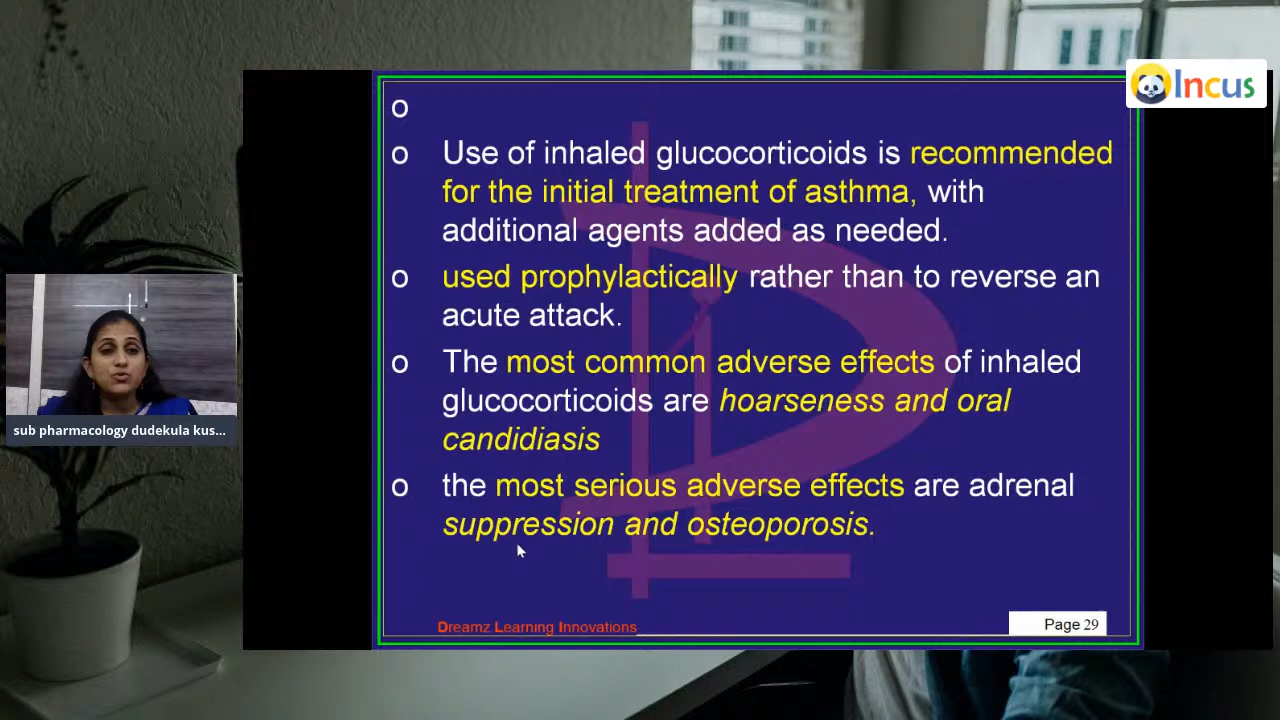 Incus
o
o Use of inhaled glucocorticoids is recommended
for the initial treatment of asthma, with
additional agents added as needed.
o used prophylactically rather than to reverse an
acute attack.
o The most common adverse effects of inhaled
glucocorticoids are hoarseness and oral
candidiasis
o the most serious adverse effects are adrenal
suppression and osteoporosis.
sub pharmacology dudekula kus...
Dreamz Learning Innovations
Page 29